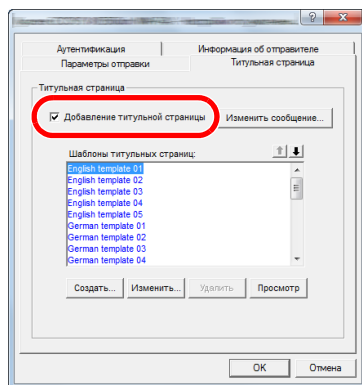 Аутентификация
Информация об отправителе
Параметры отправки
Титульная страница
Титульная страница
Добавление титульной страницы
Изменить сообщение...
Шаблоны титульных страниц:
English template 01
English template 02
English template 03
English template 04
English template 05
German template 01
German template 02
German template 03
German template 04
Создать...
Изменить...
Удалить
Просмотр
OK
Отмена